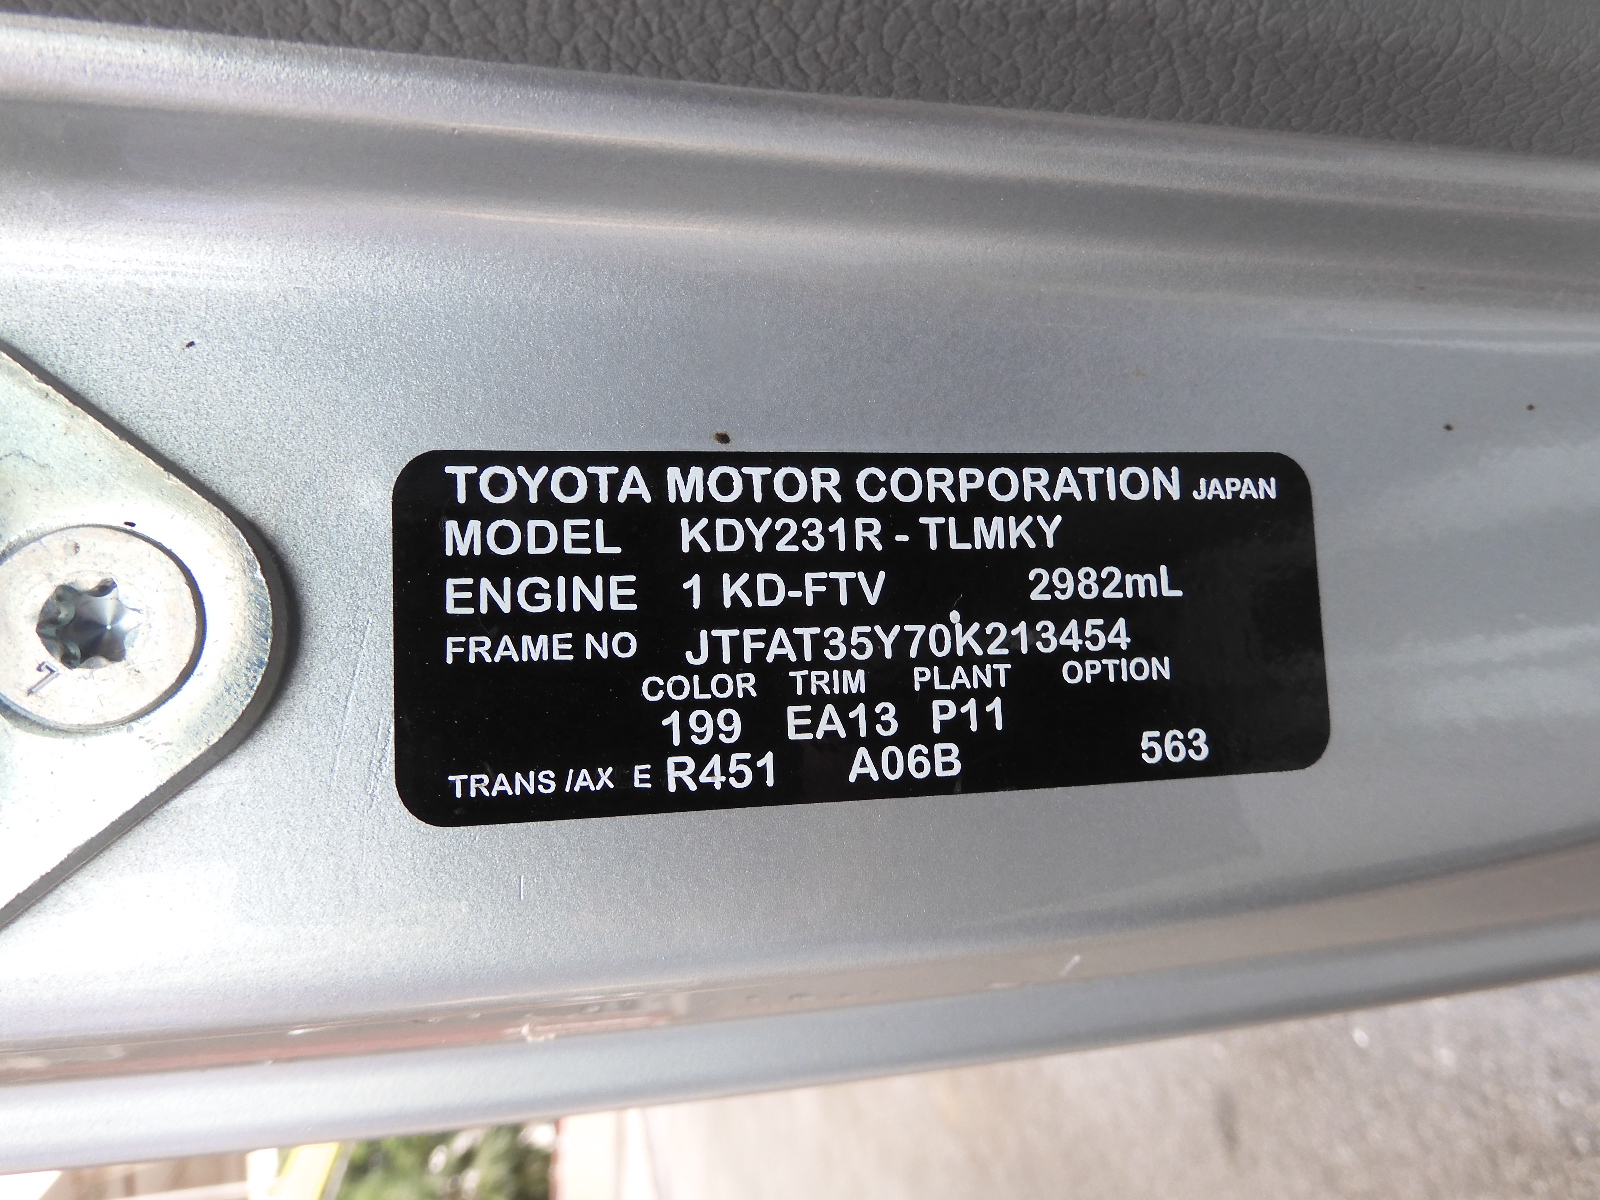 TOYOTA MOTOR CORPORATION JAPAN
MODEL KDY231R - TLMKY
ENGINE 1 KD-FTV 2982mL
FRAME NO JTFAT35Y70K213454
COLOR TRIM PLANT OPTION
199 EA13 P11
TRANS /AX E R451 A06B 563
7